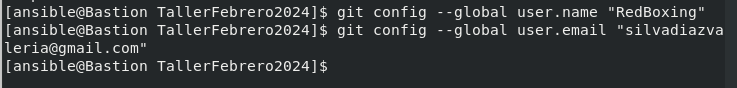 [ansible@Bastion TallerFebrero2024]$ git config --global user.name "RedBoxing"
[ansible@Bastion TallerFebrero2024]$ git config --global user.email "silvadiazva
leria@gmail.com"
[ansible@Bastion TallerFebrero2024]$